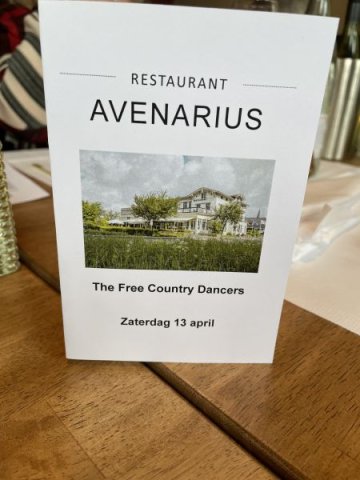 RESTAURANT
AVENARIUS
The Free Country Dancers
Zaterdag 13 april